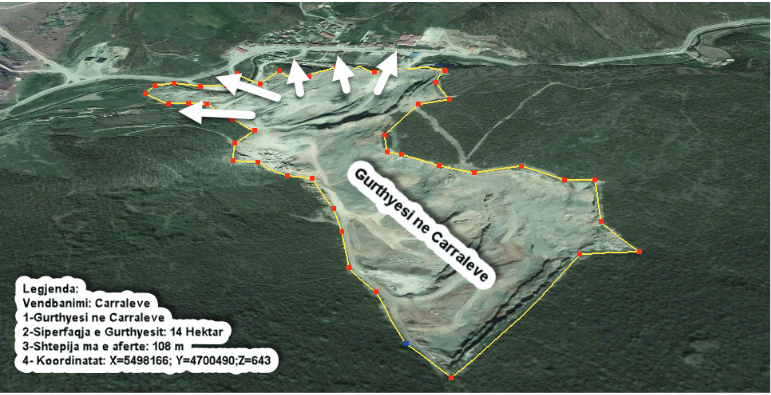 Gurthyesi ne Carraleve
Legjenda:
Vendbanimi: Carraleve
1-Gurthyesi ne Carraleve
2-Siperfaqja e Gurthyesit: 14 Hektar
3-Shtepija ma e aferte: 108 m
4- Koordinatat: X=5498166; Y=4700490;Z=643